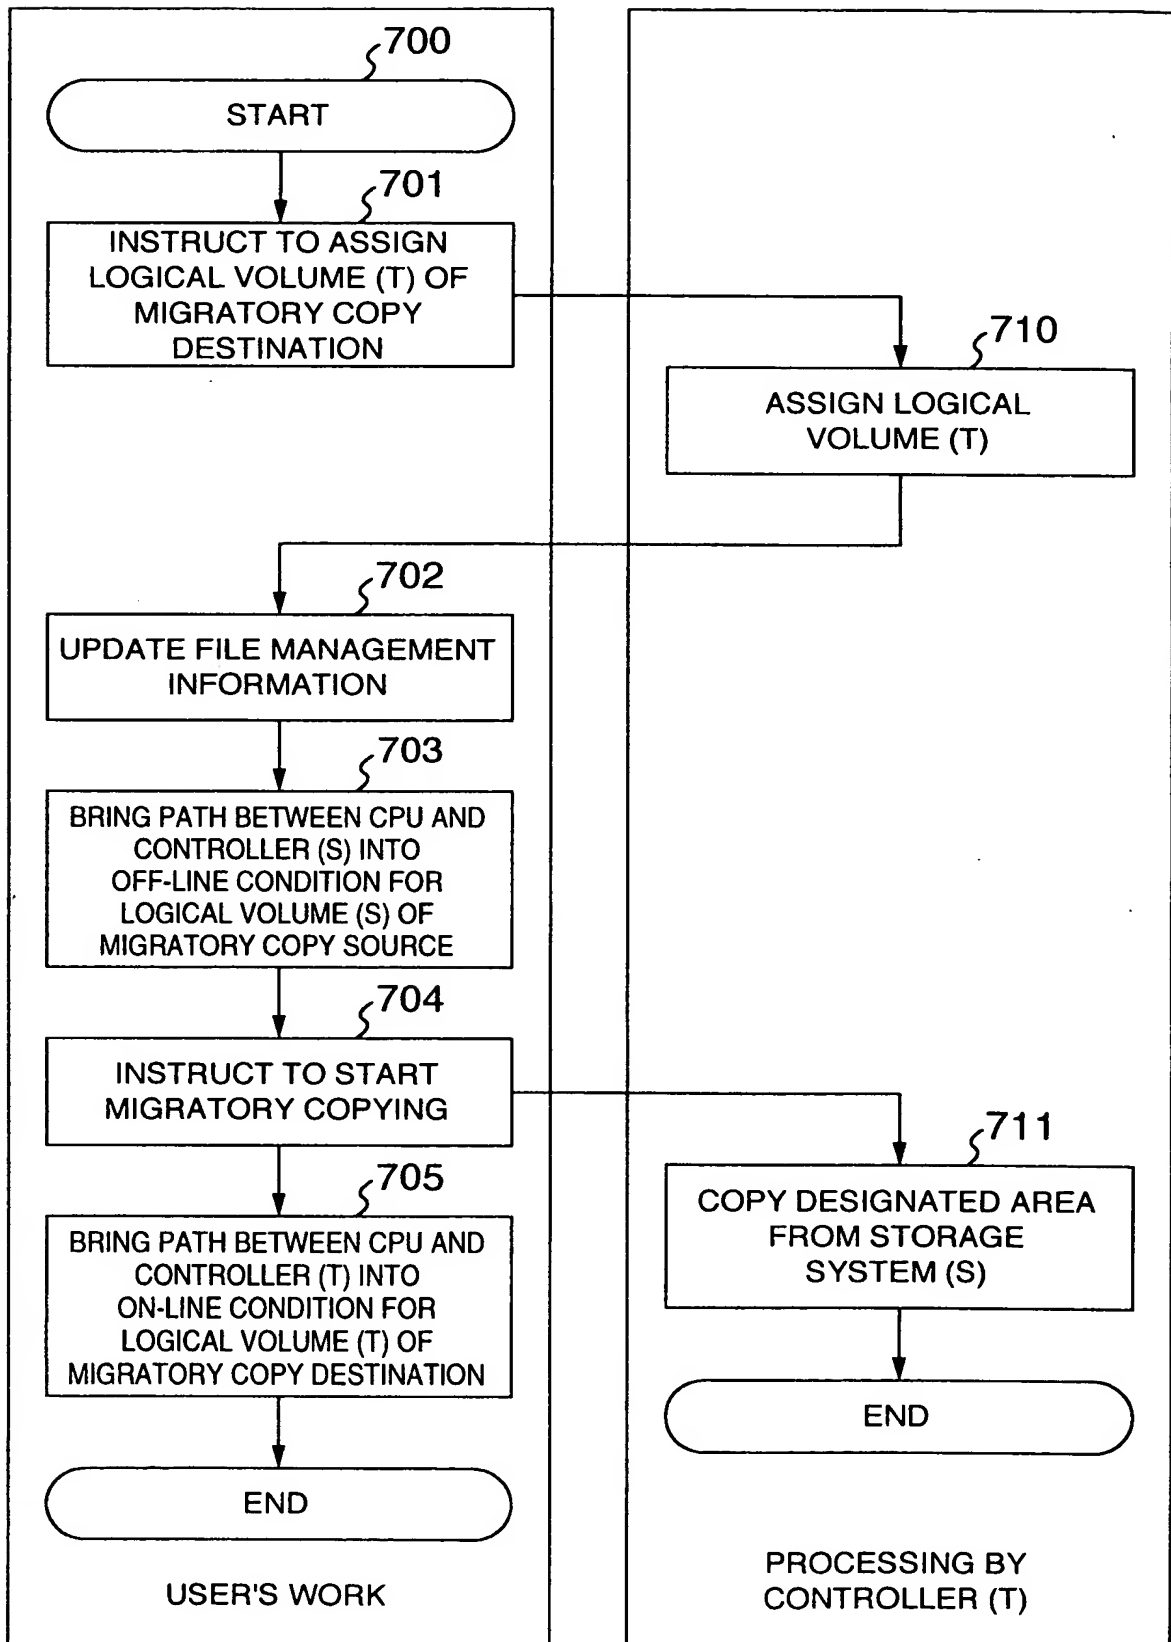 700
START
701
INSTRUCT TO ASSIGN
LOGICAL VOLUME (T) OF
MIGRATORY COPY
DESTINATION
710
ASSIGN LOGICAL
VOLUME (T)
702
UPDATE FILE MANAGEMENT
INFORMATION
703
BRING PATH BETWEEN CPU AND
CONTROLLER (S) INTO
OFF-LINE CONDITION FOR
LOGICAL VOLUME (S) OF
MIGRATORY COPY SOURCE
704
INSTRUCT TO START
MIGRATORY COPYING
711
COPY DESIGNATED AREA
FROM STORAGE
SYSTEM (S)
705
BRING PATH BETWEEN CPU AND
CONTROLLER (T) INTO
ON-LINE CONDITION FOR
LOGICAL VOLUME (T) OF
MIGRATORY COPY DESTINATION
END
END
USER'S WORK
PROCESSING BY
CONTROLLER (T)